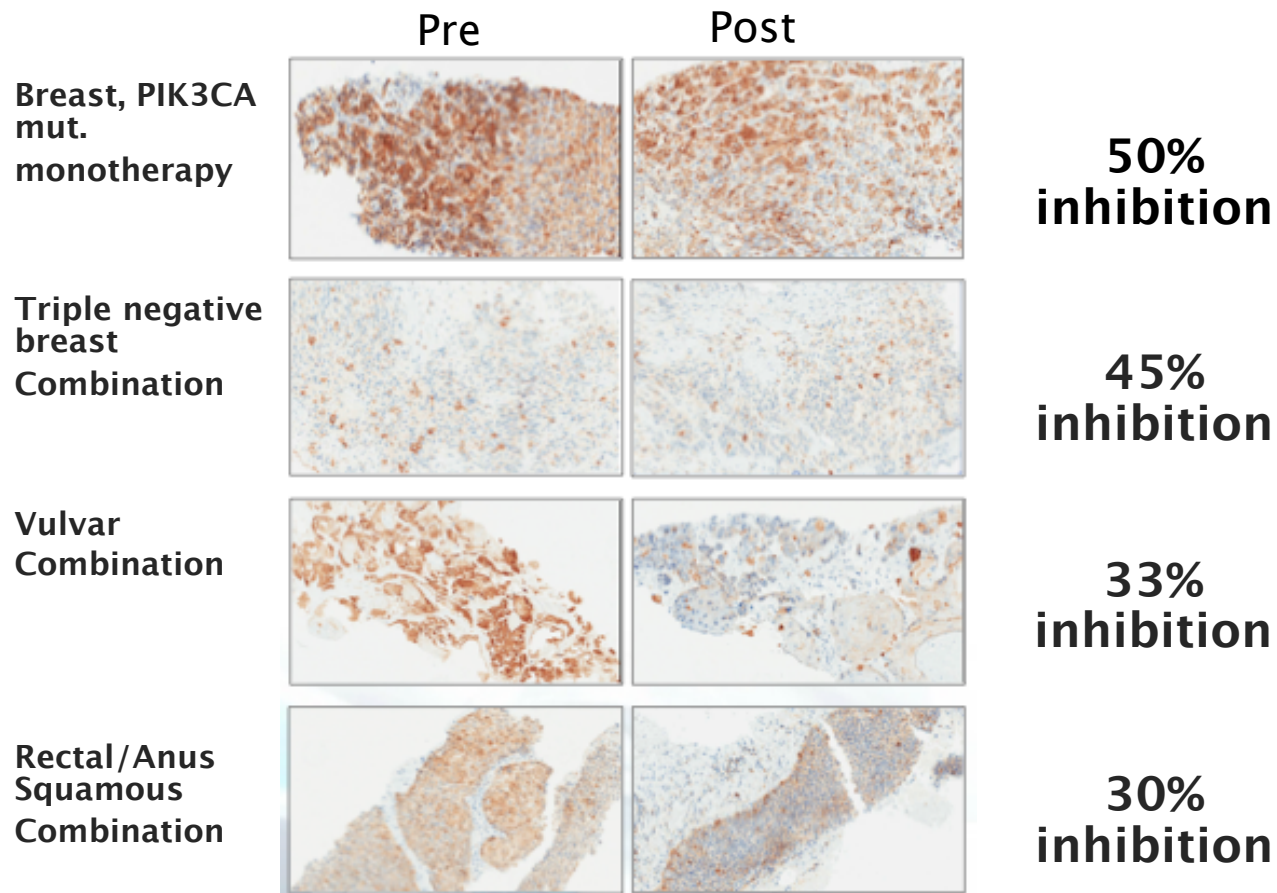 Pre
Post
Breast, PIK3CA
mut.
monotherapy
50%
inhibition
Triple negative
breast
Combination
45%
inhibition
Vulvar
Combination
33%
inhibition
Rectal/Anus
Squamous
Combination
30%
inhibition